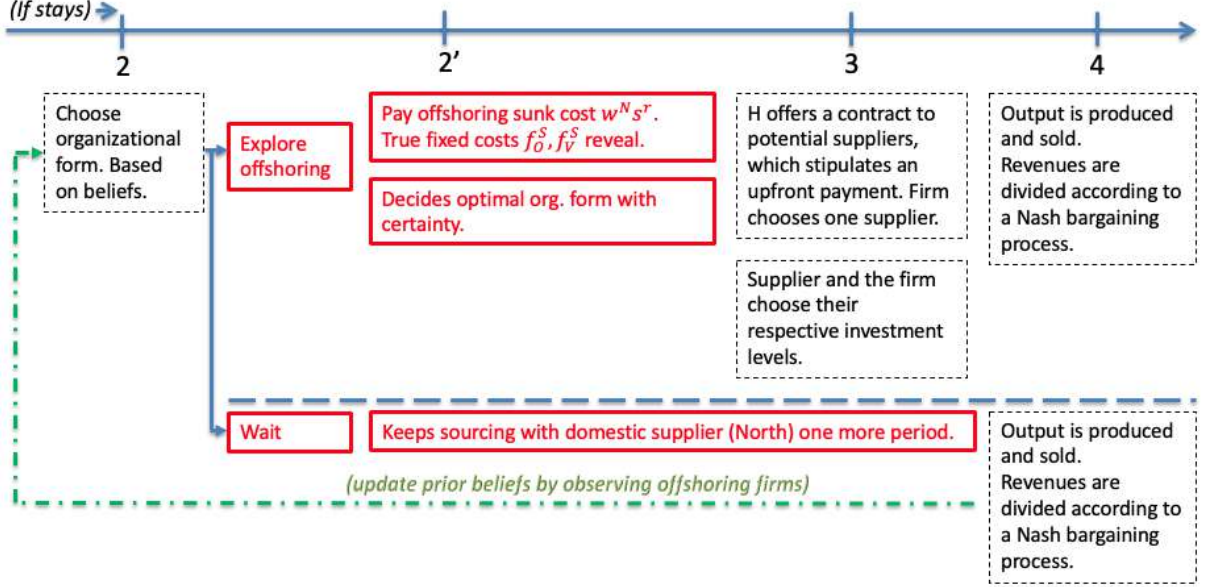 (If stays)
2
2’
3
4
Choose
organizational
form. Based
on beliefs.
Explore
offshoring
Pay offshoring sunk cost $w^N s^r$.
True fixed costs $f_O^S, f_V^S$ reveal.
Decides optimal org. form with
certainty.
H offers a contract to
potential suppliers,
which stipulates an
upfront payment. Firm
chooses one supplier.
Supplier and the firm
choose their
respective investment
levels.
Output is produced
and sold.
Revenues are
divided according to
a Nash bargaining
process.
Wait
Keeps sourcing with domestic supplier (North) one more period.
(update prior beliefs by observing offshoring firms)
Output is produced
and sold.
Revenues are
divided according to
a Nash bargaining
process.